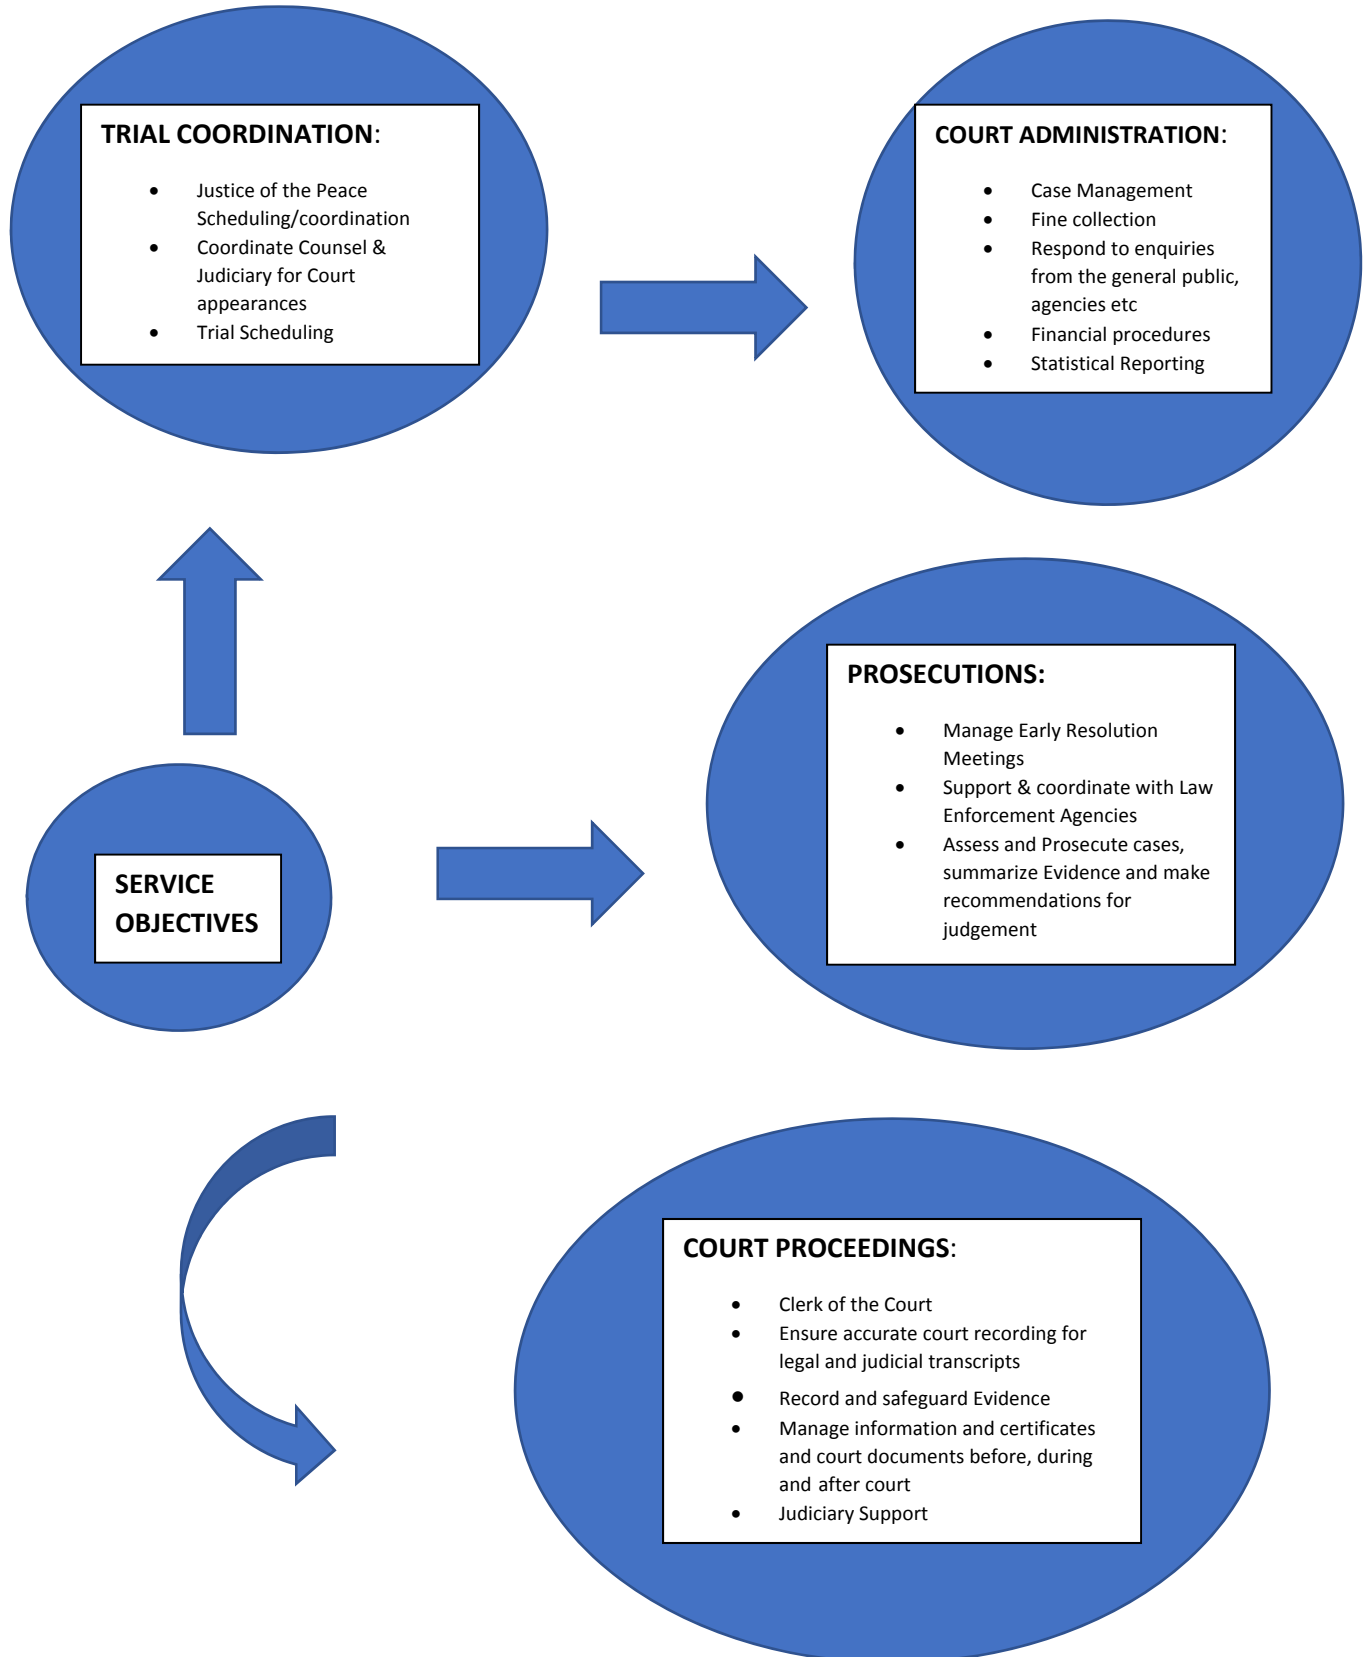 TRIAL COORDINATION:
• Justice of the Peace
Scheduling/coordination
• Coordinate Counsel &
Judiciary for Court
appearances
• Trial Scheduling
COURT ADMINISTRATION:
• Case Management
• Fine collection
• Respond to enquiries
from the general public,
agencies etc
• Financial procedures
• Statistical Reporting
PROSECUTIONS:
• Manage Early Resolution
Meetings
• Support & coordinate with Law
Enforcement Agencies
• Assess and Prosecute cases,
summarize Evidence and make
recommendations for
judgement
SERVICE
OBJECTIVES
COURT PROCEEDINGS:
• Clerk of the Court
• Ensure accurate court recording for
legal and judicial transcripts
• Record and safeguard Evidence
• Manage information and certificates
and court documents before, during
and after court
• Judiciary Support